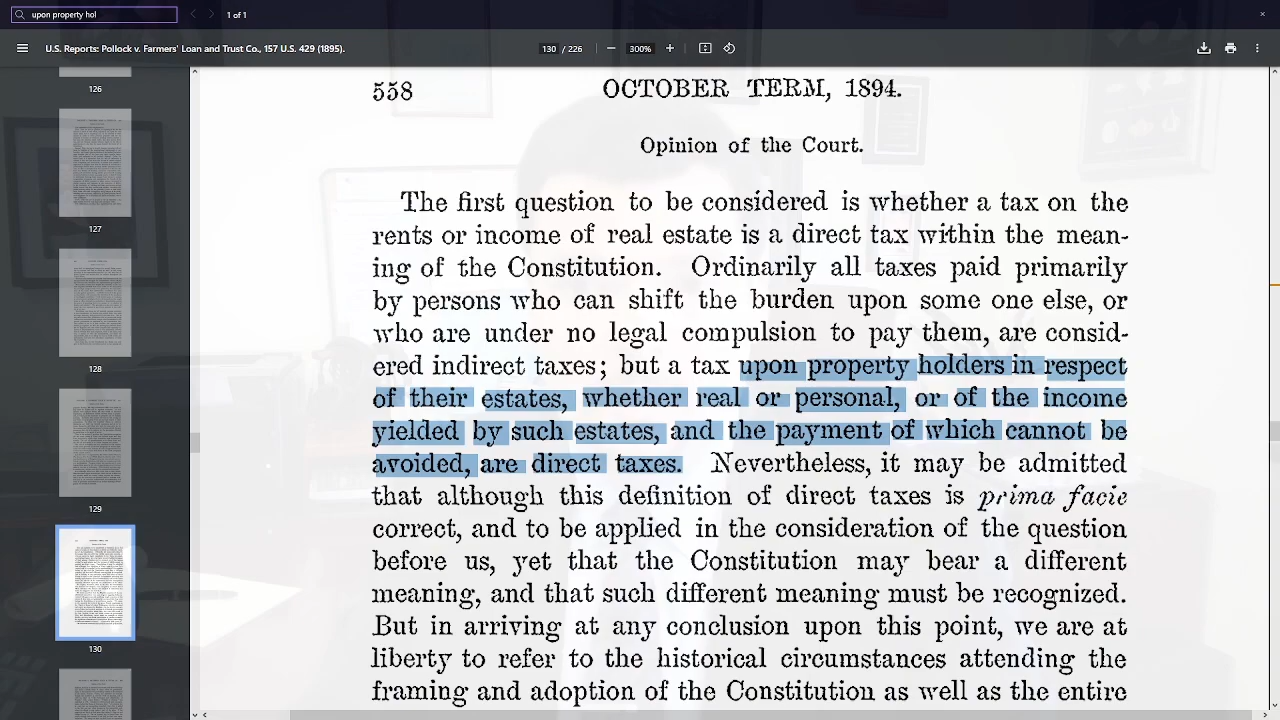 upon property hol
1 of 1
U.S. Reports: Pollock v. Farmers' Loan and Trust Co., 157 U.S. 429 (1895).
130 / 226
300%
126
127
128
129
130
558 OCTOBER TERM, 1894.
Opinion of the Court.
The first question to be considered is whether a tax on the
rents or income of real estate is a direct tax within the mean-
ing of the Constitution. Ordinarily all taxes paid primarily
by persons who can shift the burden upon some one else, or
who are under no legal compulsion to pay them, are consid-
ered indirect taxes; but a tax upon property holders in respect
of their estates, whether real or personal, or of the income
yielded by such estates, and the payment of which cannot be
avoided, are direct taxes. Nevertheless, it may be admitted
that although this definition of direct taxes is prima facie
correct, and to be applied in the consideration of the question
before us, yet that the Constitution may bear a different
meaning, and that such different meaning must be recognized.
But in arriving at any conclusion upon this point, we are at
liberty to refer to the historical circumstances attending the
framing and adoption of the Constitution as well as the entire